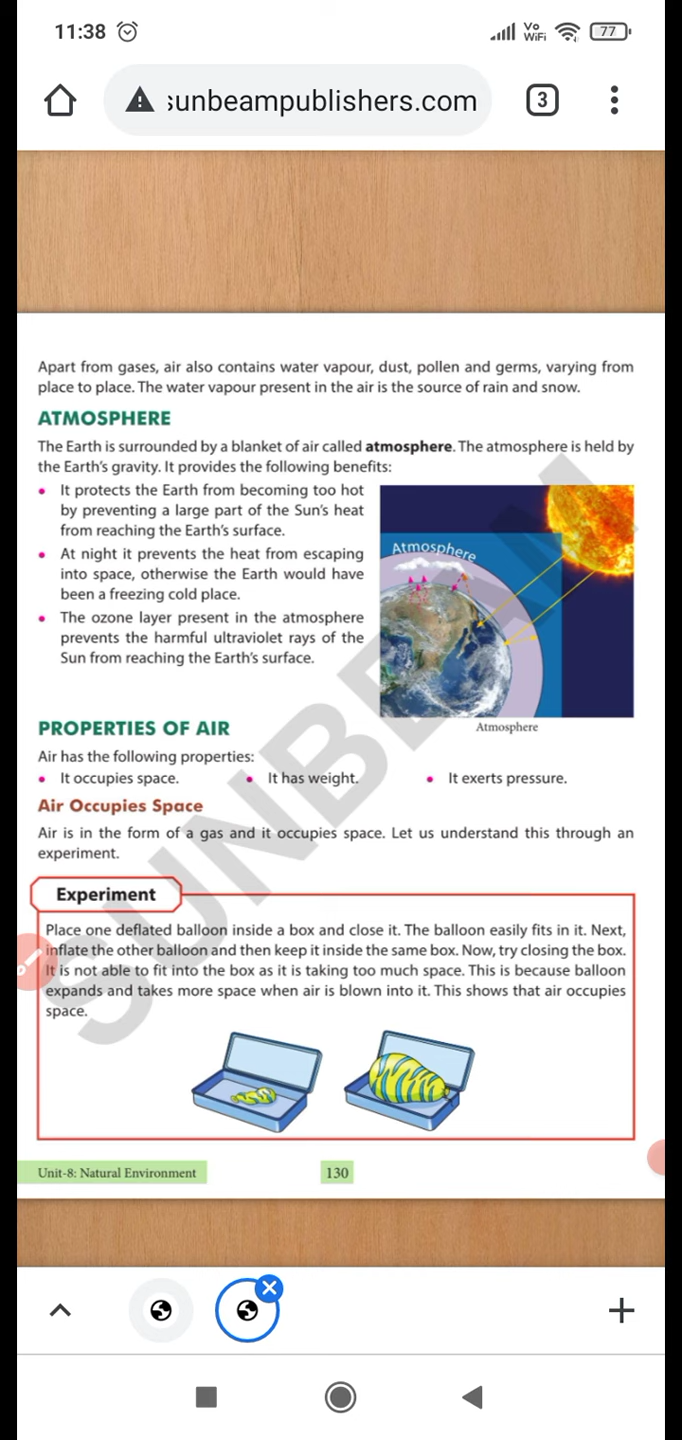 11:38
Vo
WiFi
77
sunbeampublishers.com
3
Apart from gases, air also contains water vapour, dust, pollen and germs, varying from
place to place. The water vapour present in the air is the source of rain and snow.
ATMOSPHERE
The Earth is surrounded by a blanket of air called atmosphere. The atmosphere is held by
the Earth's gravity. It provides the following benefits:
• It protects the Earth from becoming too hot
by preventing a large part of the Sun's heat
from reaching the Earth's surface.
• At night it prevents the heat from escaping
into space, otherwise the Earth would have
been a freezing cold place.
• The ozone layer present in the atmosphere
prevents the harmful ultraviolet rays of the
Sun from reaching the Earth's surface.
Atmosphere
Atmosphere
PROPERTIES OF AIR
Air has the following properties:
• It occupies space. • It has weight. • It exerts pressure.
Air Occupies Space
Air is in the form of a gas and it occupies space. Let us understand this through an
experiment.
Experiment
Place one deflated balloon inside a box and close it. The balloon easily fits in it. Next,
inflate the other balloon and then keep it inside the same box. Now, try closing the box.
It is not able to fit into the box as it is taking too much space. This is because balloon
expands and takes more space when air is blown into it. This shows that air occupies
space.
SUNBEAM
Unit-8: Natural Environment 130